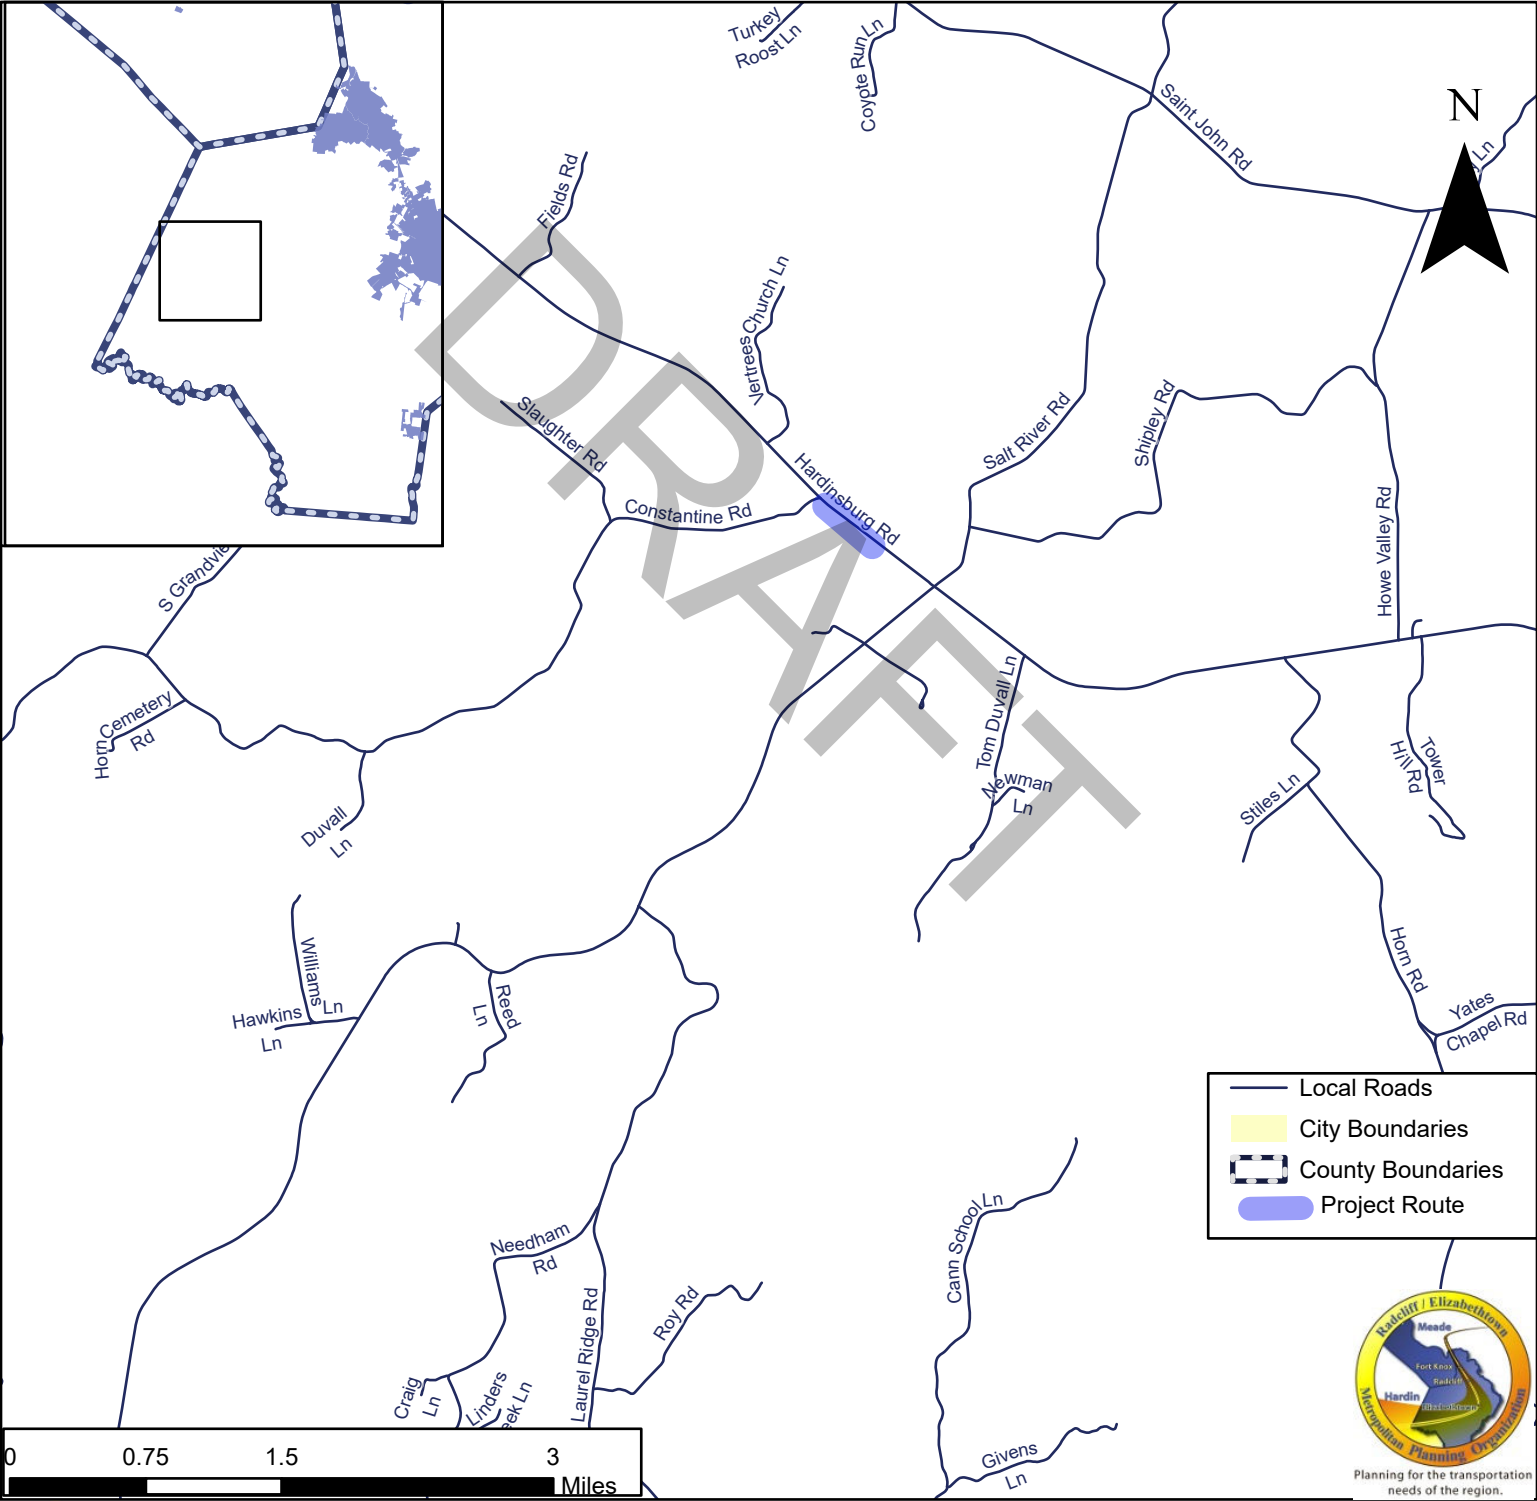 Turkey
Roost Ln
Coyote Run Ln
Saint John Rd
N
Ln
Fields Rd
Vertrees Church Ln
DRAFT
Slaughter Rd
Hardinsburg Rd
Constantine Rd
Salt River Rd
Shipley Rd
Howe Valley Rd
S Grandvie
Horn Cemetery
Rd
Duvall
Ln
Tom Duvall Ln
Newman
Ln
Tower
Hill Rd
Stiles Ln
Williams
Ln
Hawkins
Ln
Reed
Ln
Horn Rd
Yates
Chapel Rd
Local Roads
City Boundaries
County Boundaries
Project Route
Cann School Ln
Needham
Rd
Laurel Ridge Rd
Roy Rd
Craig
Ln
Linders
eek Ln
Givens
Ln
0 0.75 1.5 3
Miles
Radcliff / Elizabethtown
Meade
Fort Knox
Radcliff
Hardin
Elizabethtown
Metropolitan Planning Organization
Planning for the transportation
needs of the region.